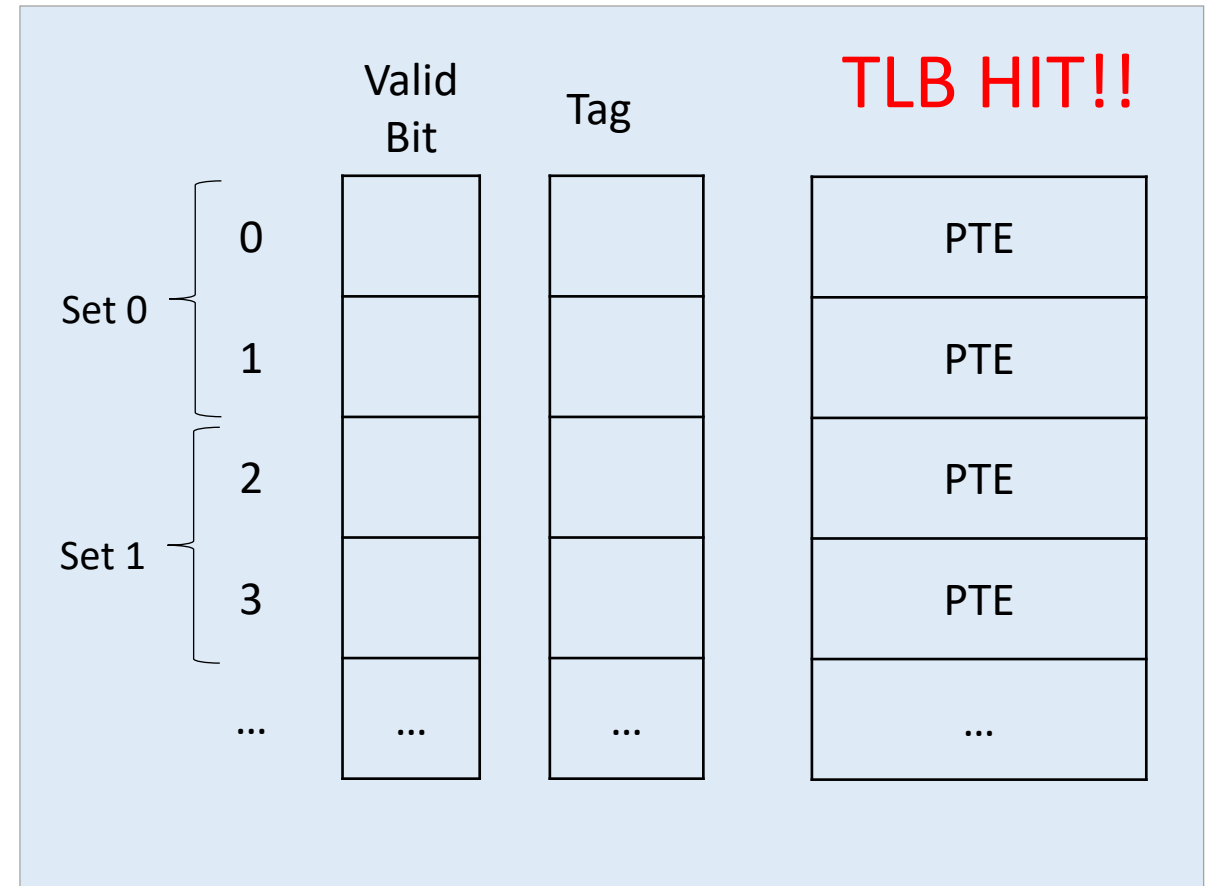 Valid
Bit
Tag
TLB HIT!!
Set 0
0
PTE
1
PTE
Set 1
2
PTE
3
PTE
... ... ... ...